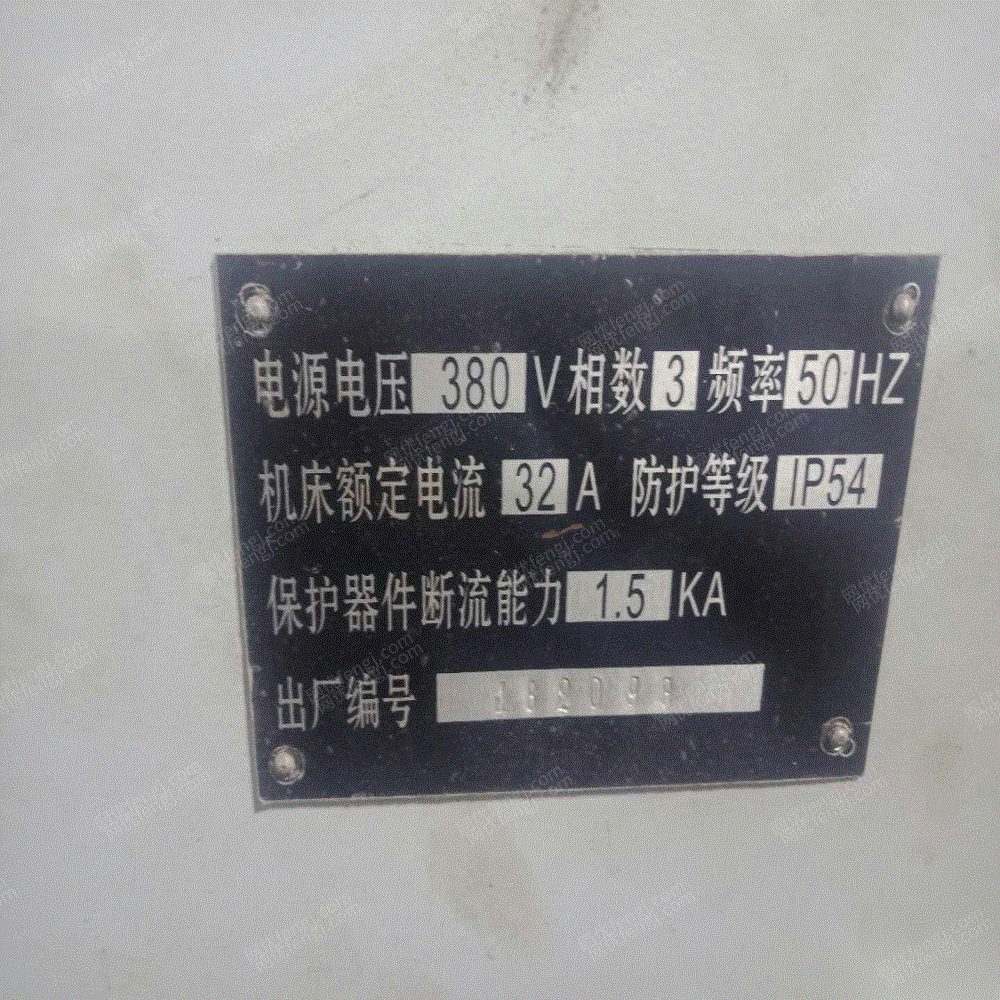 电源电压 380 V 相数 3 频率 50 HZ
机床额定电流 32 A 防护等级 IP54
保护器件断流能力 1.5 KA
出厂编号